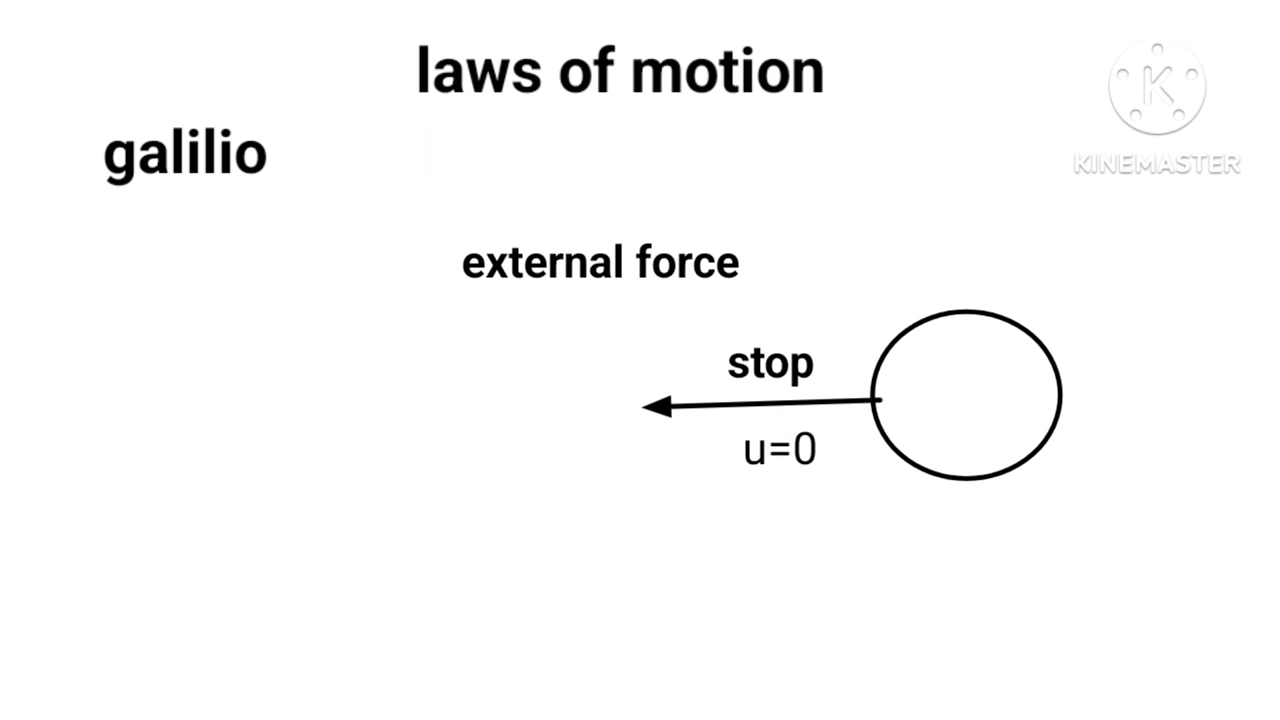 laws of motion
galilio
KINEMASTER
external force
stop
u=0